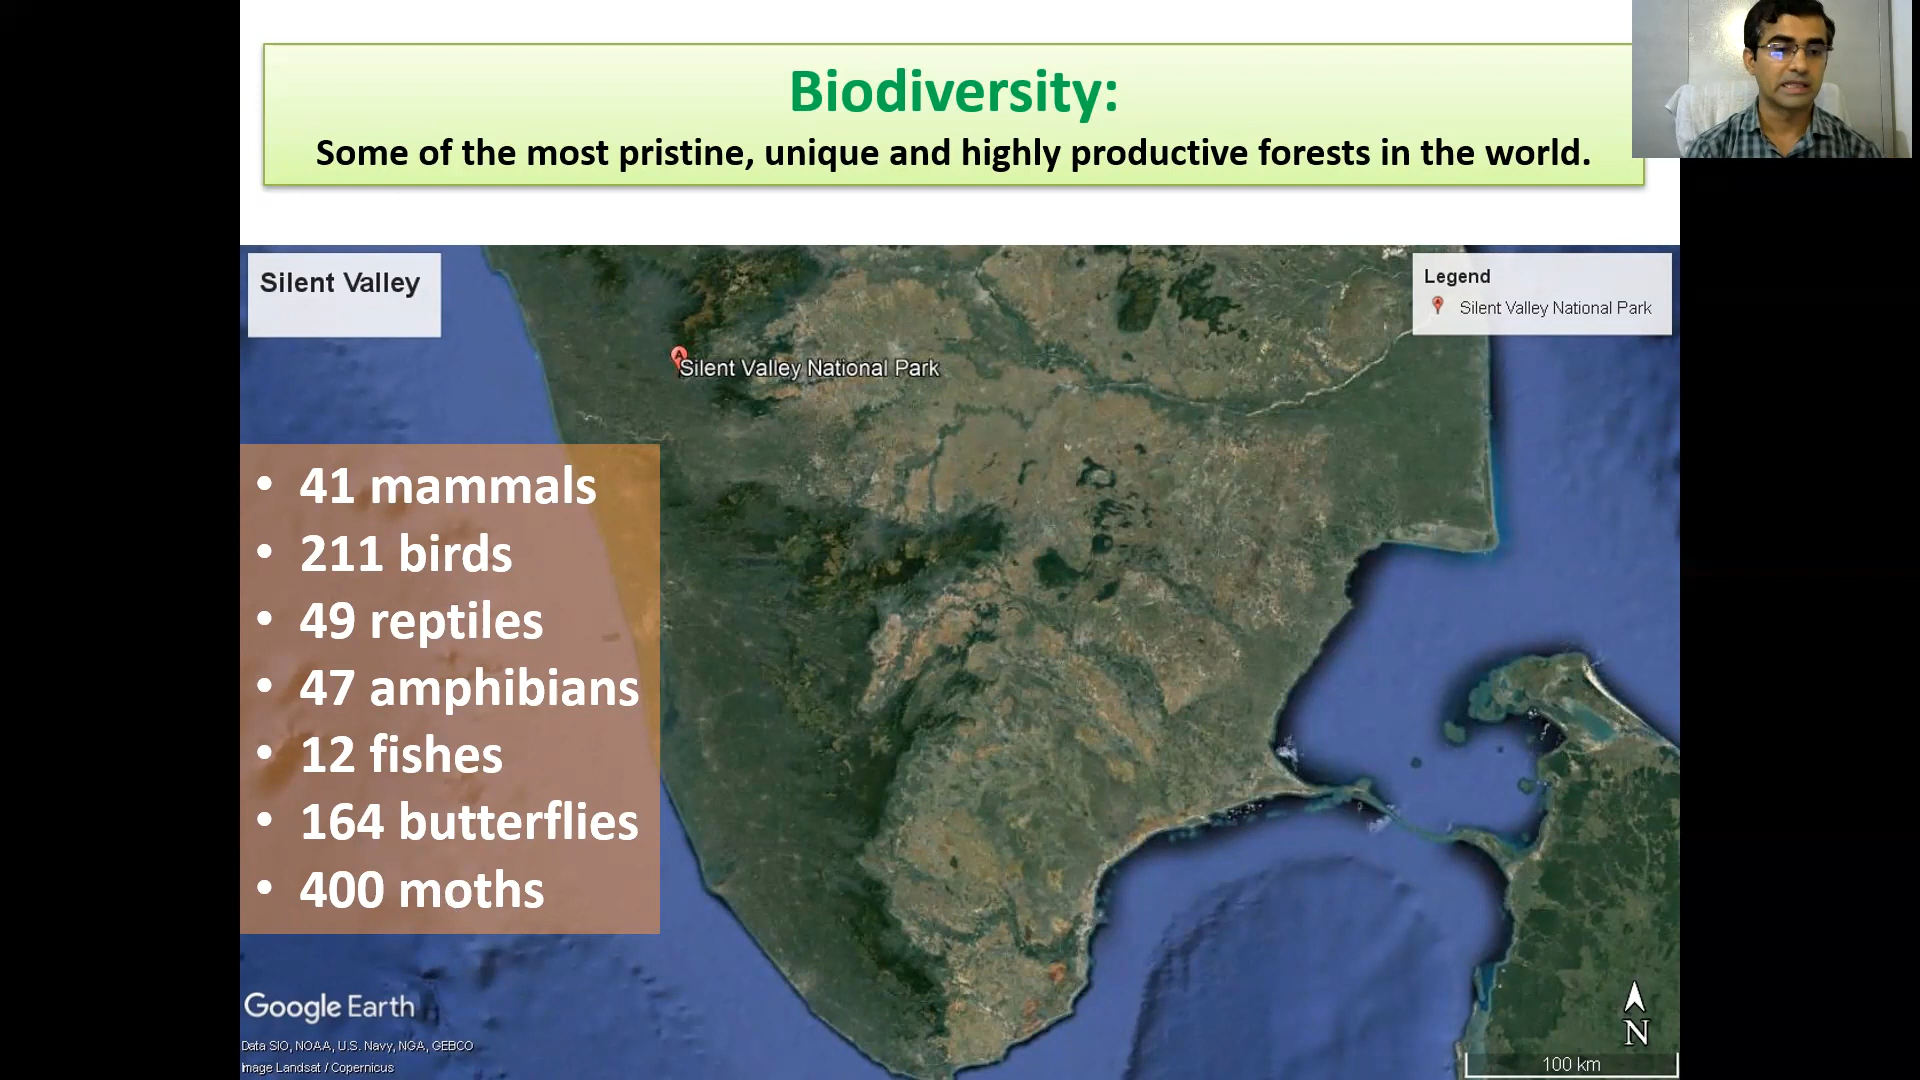 Biodiversity:
Some of the most pristine, unique and highly productive forests in the world.
Silent Valley
Legend
A Silent Valley National Park
A
Silent Valley National Park
• 41 mammals
• 211 birds
• 49 reptiles
• 47 amphibians
• 12 fishes
• 164 butterflies
• 400 moths
Google Earth
Data SIO, NOAA, U.S. Navy, NGA, GEBCO
Image Landsat / Copernicus
N
100 km